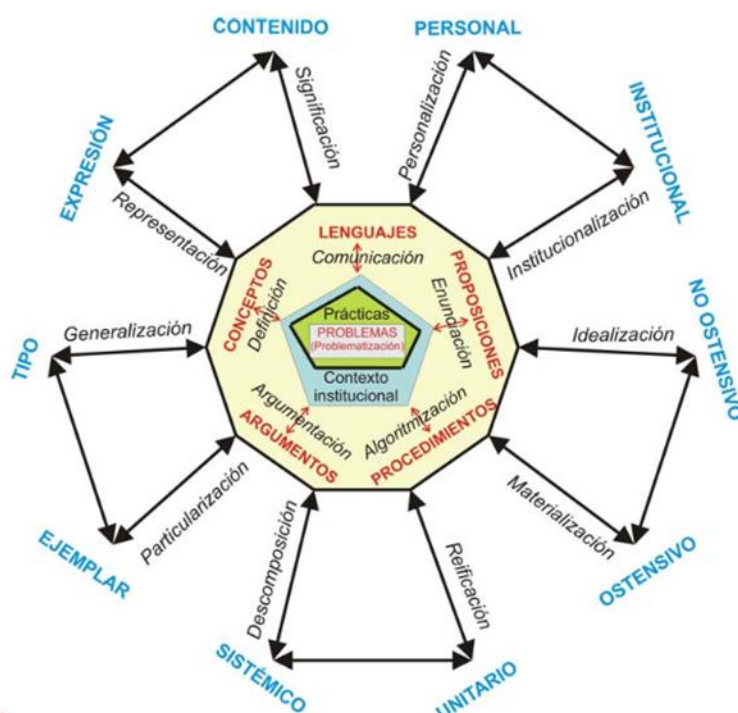 CONTENIDO
PERSONAL
Significación
Personalización
EXPRESIÓN
INSTITUCIONAL
Representación
Institucionalización
LENGUAJES
Comunicación
CONCEPTOS
Definición
PROPOSICIONES
Enunciación
Prácticas
PROBLEMAS
(Problematización)
Contexto
institucional
TIPO
Generalización
Idealización
NO OSTENSIVO
Argumentación
ARGUMENTOS
Algoritmización
PROCEDIMIENTOS
EJEMPLAR
Particularización
Materialización
OSTENSIVO
Descomposición
Reificación
SISTÉMICO
UNITARIO